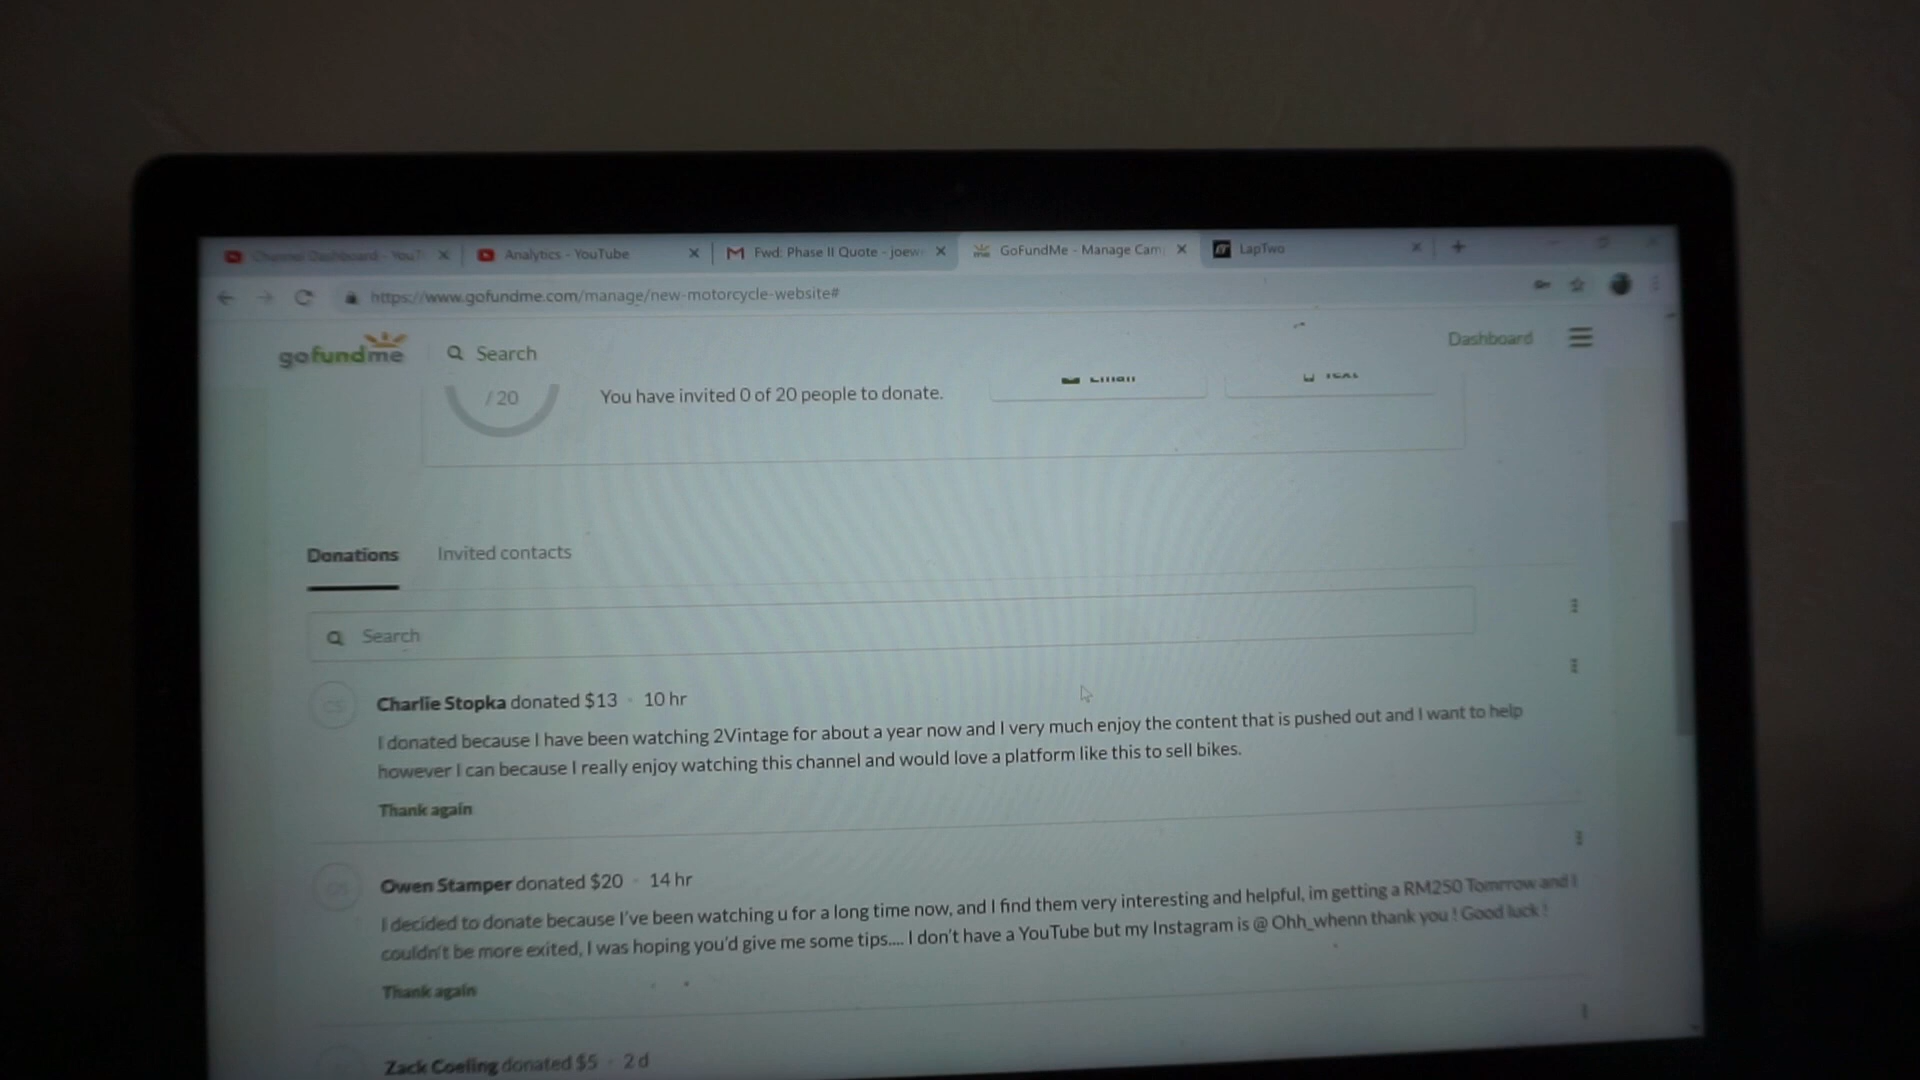 Channel Dashboard - YouT
Analytics - YouTube
Fwd: Phase II Quote - joew
GoFundMe - Manage Cam
LapTwo
https://www.gofundme.com/manage/new-motorcycle-website#
gofundme
Search
Dashboard
/ 20
You have invited 0 of 20 people to donate.
Donations
Invited contacts
Search
Charlie Stopka donated $13 · 10 hr
I donated because I have been watching 2Vintage for about a year now and I very much enjoy the content that is pushed out and I want to help
however I can because I really enjoy watching this channel and would love a platform like this to sell bikes.
Thank again
Owen Stamper donated $20 · 14 hr
I decided to donate because I've been watching u for a long time now, and I find them very interesting and helpful, im getting a RM250 Tomrrow and I
couldn't be more exited, I was hoping you'd give me some tips.... I don't have a YouTube but my Instagram is @ Ohh_whenn thank you ! Good luck !
Thank again
Zack Coeling donated $5 · 2 d